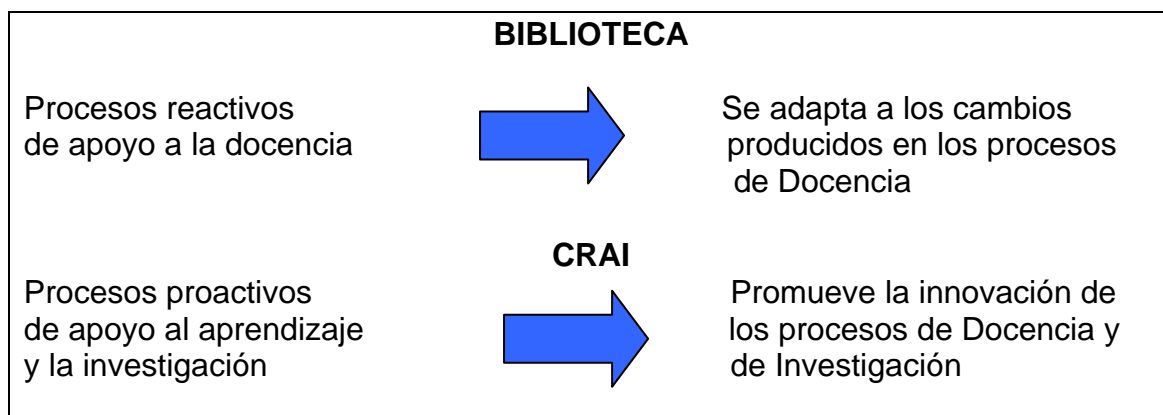 BIBLIOTECA
Procesos reactivos
de apoyo a la docencia
Se adapta a los cambios
producidos en los procesos
de Docencia
CRAI
Procesos proactivos
de apoyo al aprendizaje
y la investigación
Promueve la innovación de
los procesos de Docencia y
de Investigación